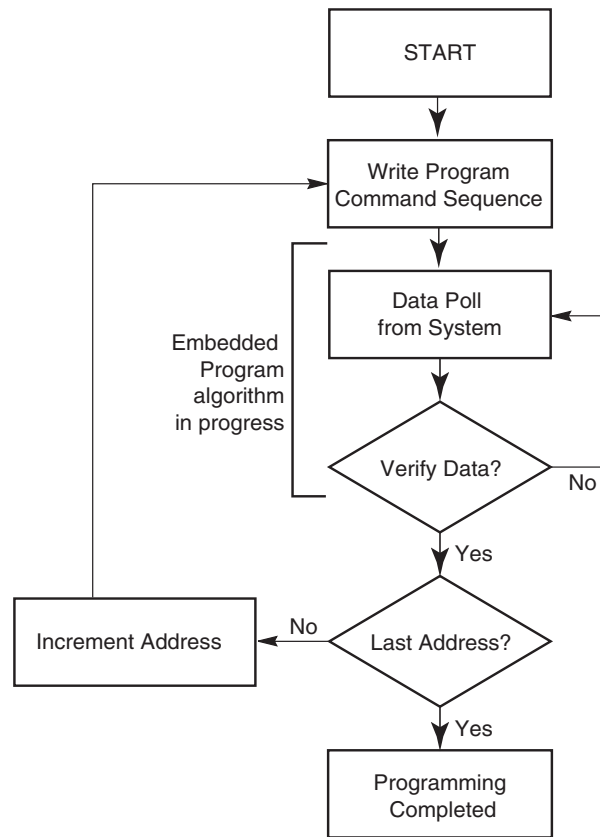 START
Write Program
Command Sequence
Data Poll
from System
Embedded
Program
algorithm
in progress
Verify Data?
No
Yes
Last Address?
No
Increment Address
Yes
Programming
Completed